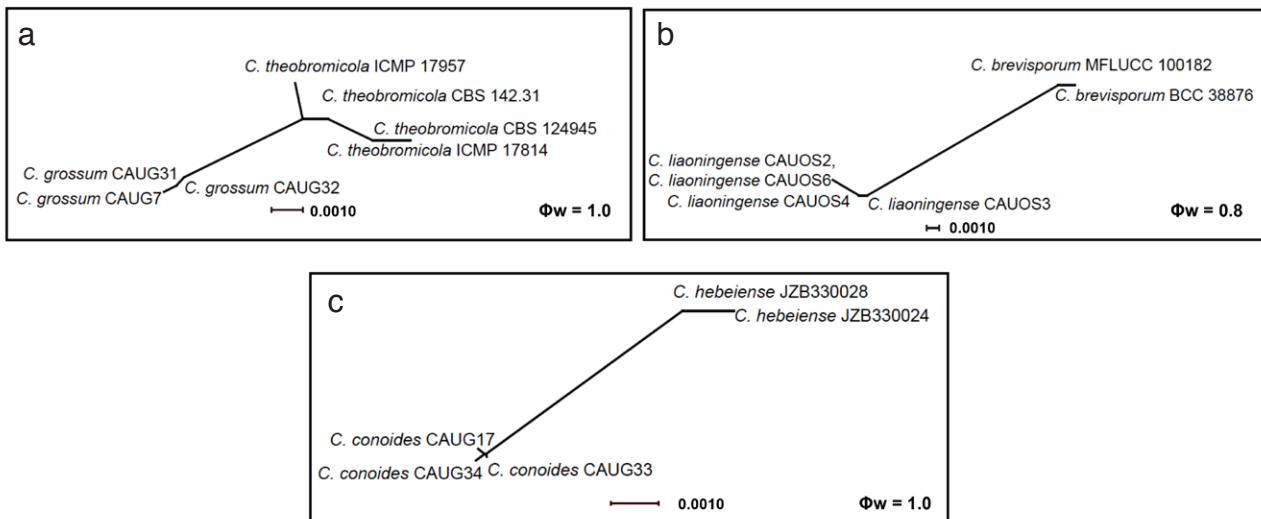 a
C. theobromicola ICMP 17957
C. theobromicola CBS 142.31
C. theobromicola CBS 124945
C. theobromicola ICMP 17814
C. grossum CAUG31
C. grossum CAUG32
C. grossum CAUG7
0.0010
Φw = 1.0
b
C. brevisporum MFLUCC 100182
C. brevisporum BCC 38876
C. liaoningense CAUOS2,
C. liaoningense CAUOS6
C. liaoningense CAUOS4
C. liaoningense CAUOS3
0.0010
Φw = 0.8
c
C. hebeiense JZB330028
C. hebeiense JZB330024
C. conoides CAUG17
C. conoides CAUG34
C. conoides CAUG33
0.0010
Φw = 1.0